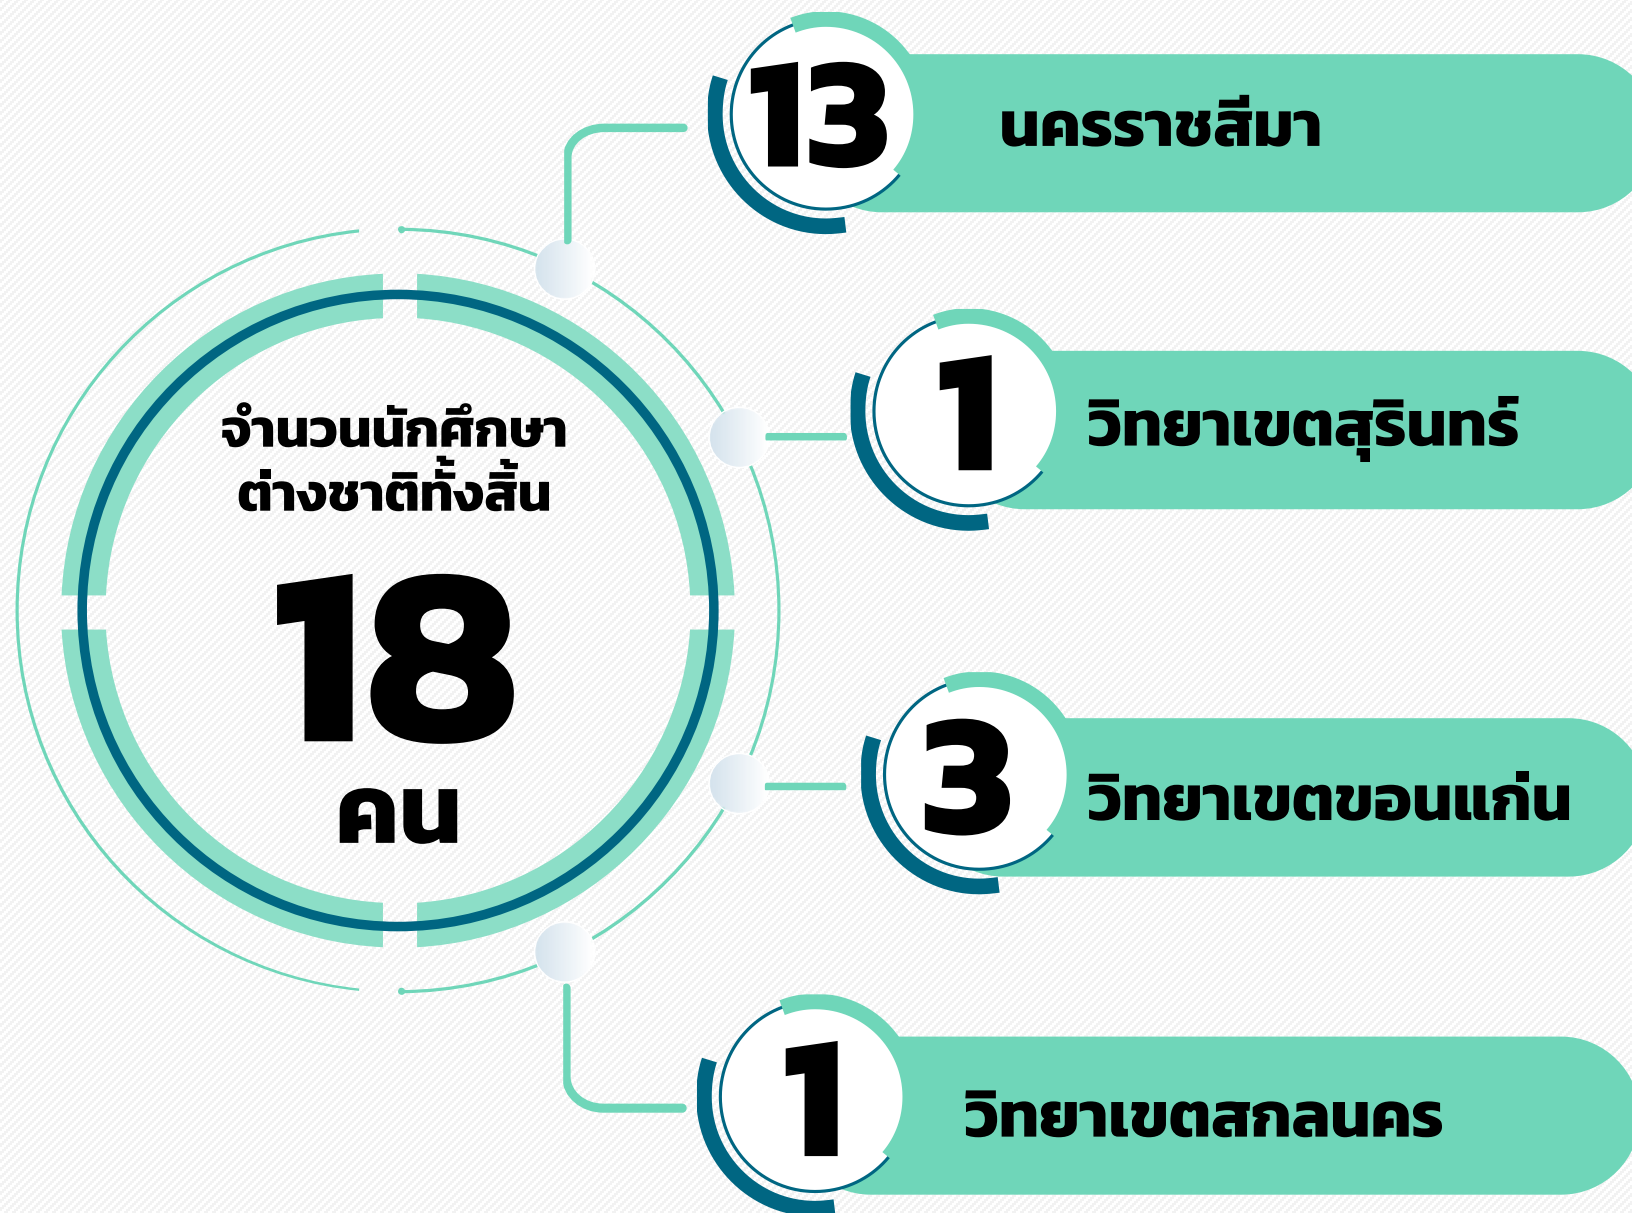 จำนวนนักศึกษา
ต่างชาติทั้งสิ้น
18
คน
13
นครราชสีมา
1
วิทยาเขตสุรินทร์
3
วิทยาเขตขอนแก่น
1
วิทยาเขตสกลนคร